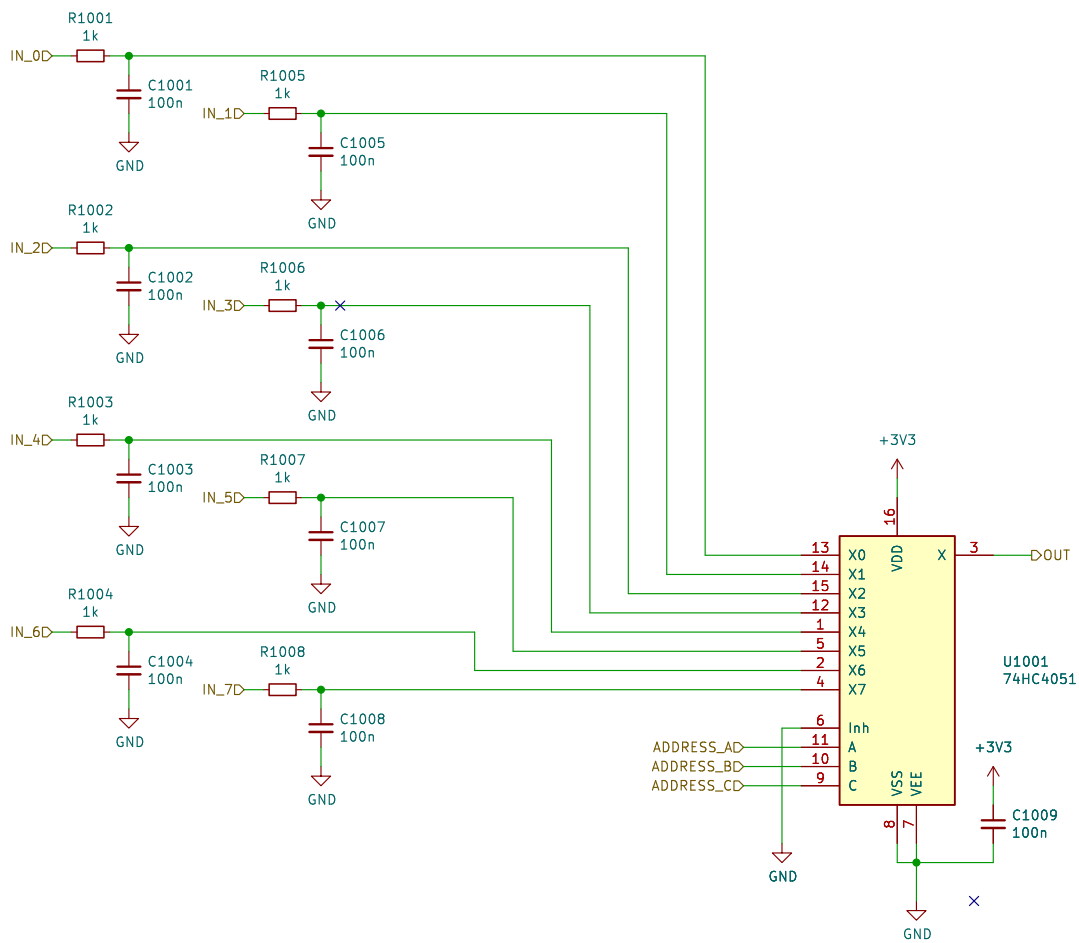 R1001
1k
IN_0
C1001
100n
GND
R1005
1k
IN_1
C1005
100n
GND
R1002
1k
IN_2
C1002
100n
GND
R1006
1k
IN_3
C1006
100n
GND
R1003
1k
IN_4
C1003
100n
GND
R1007
1k
IN_5
C1007
100n
GND
R1004
1k
IN_6
C1004
100n
GND
R1008
1k
IN_7
C1008
100n
GND
+3V3
16
VDD
13 X0
14 X1
15 X2
12 X3
1 X4
5 X5
2 X6
4 X7
X 3
OUT
U1001
74HC4051
6 Inh
ADDRESS_A 11 A
ADDRESS_B 10 B
ADDRESS_C 9 C
VSS
VEE
8
7
GND
+3V3
C1009
100n
GND